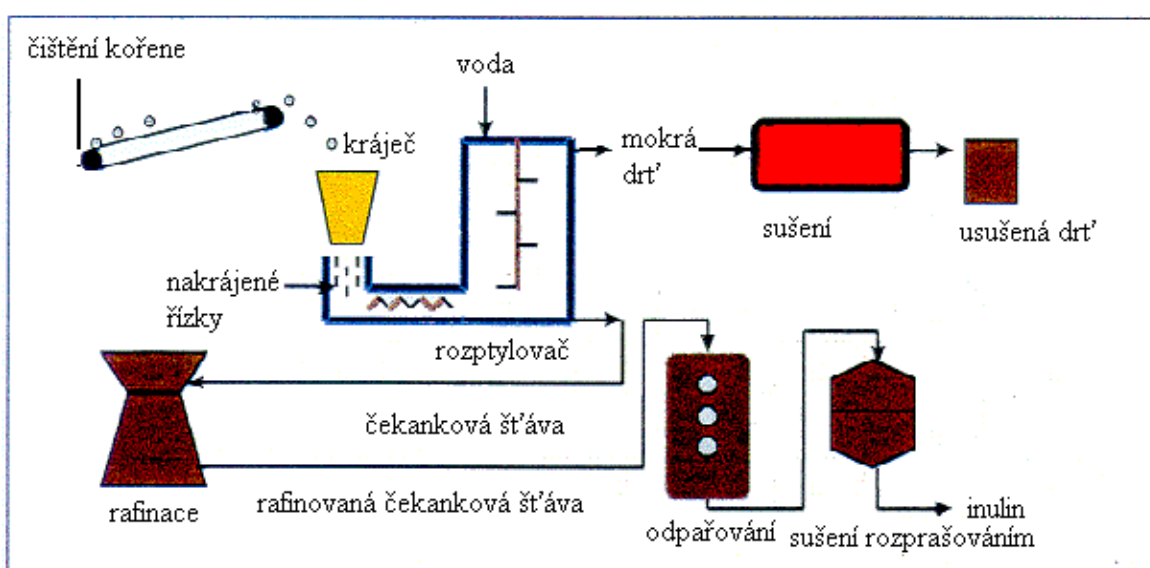 čištění kořene
voda
kráječ
mokrá
drť
sušení
usušená drť
nakrájené
řízky
rozptylovač
čekanková šťáva
rafinovaná čekanková šťáva
rafinace
odpařování
sušení rozprašováním
inulin